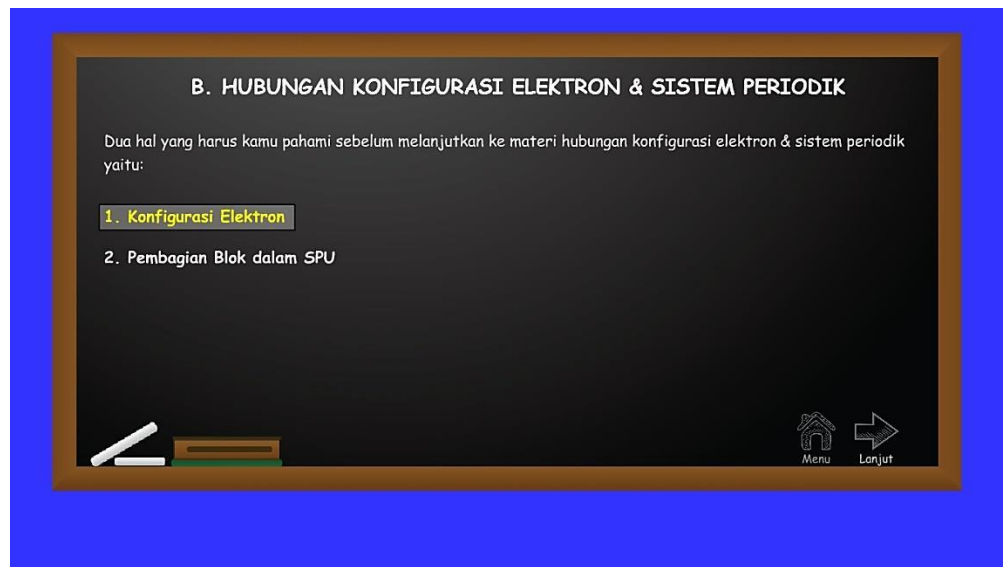 B. HUBUNGAN KONFIGURASI ELEKTRON & SISTEM PERIODIK
Dua hal yang harus kamu pahami sebelum melanjutkan ke materi hubungan konfigurasi elektron & sistem periodik
yaitu:
1. Konfigurasi Elektron
2. Pembagian Blok dalam SPU
Menu
Lanjut